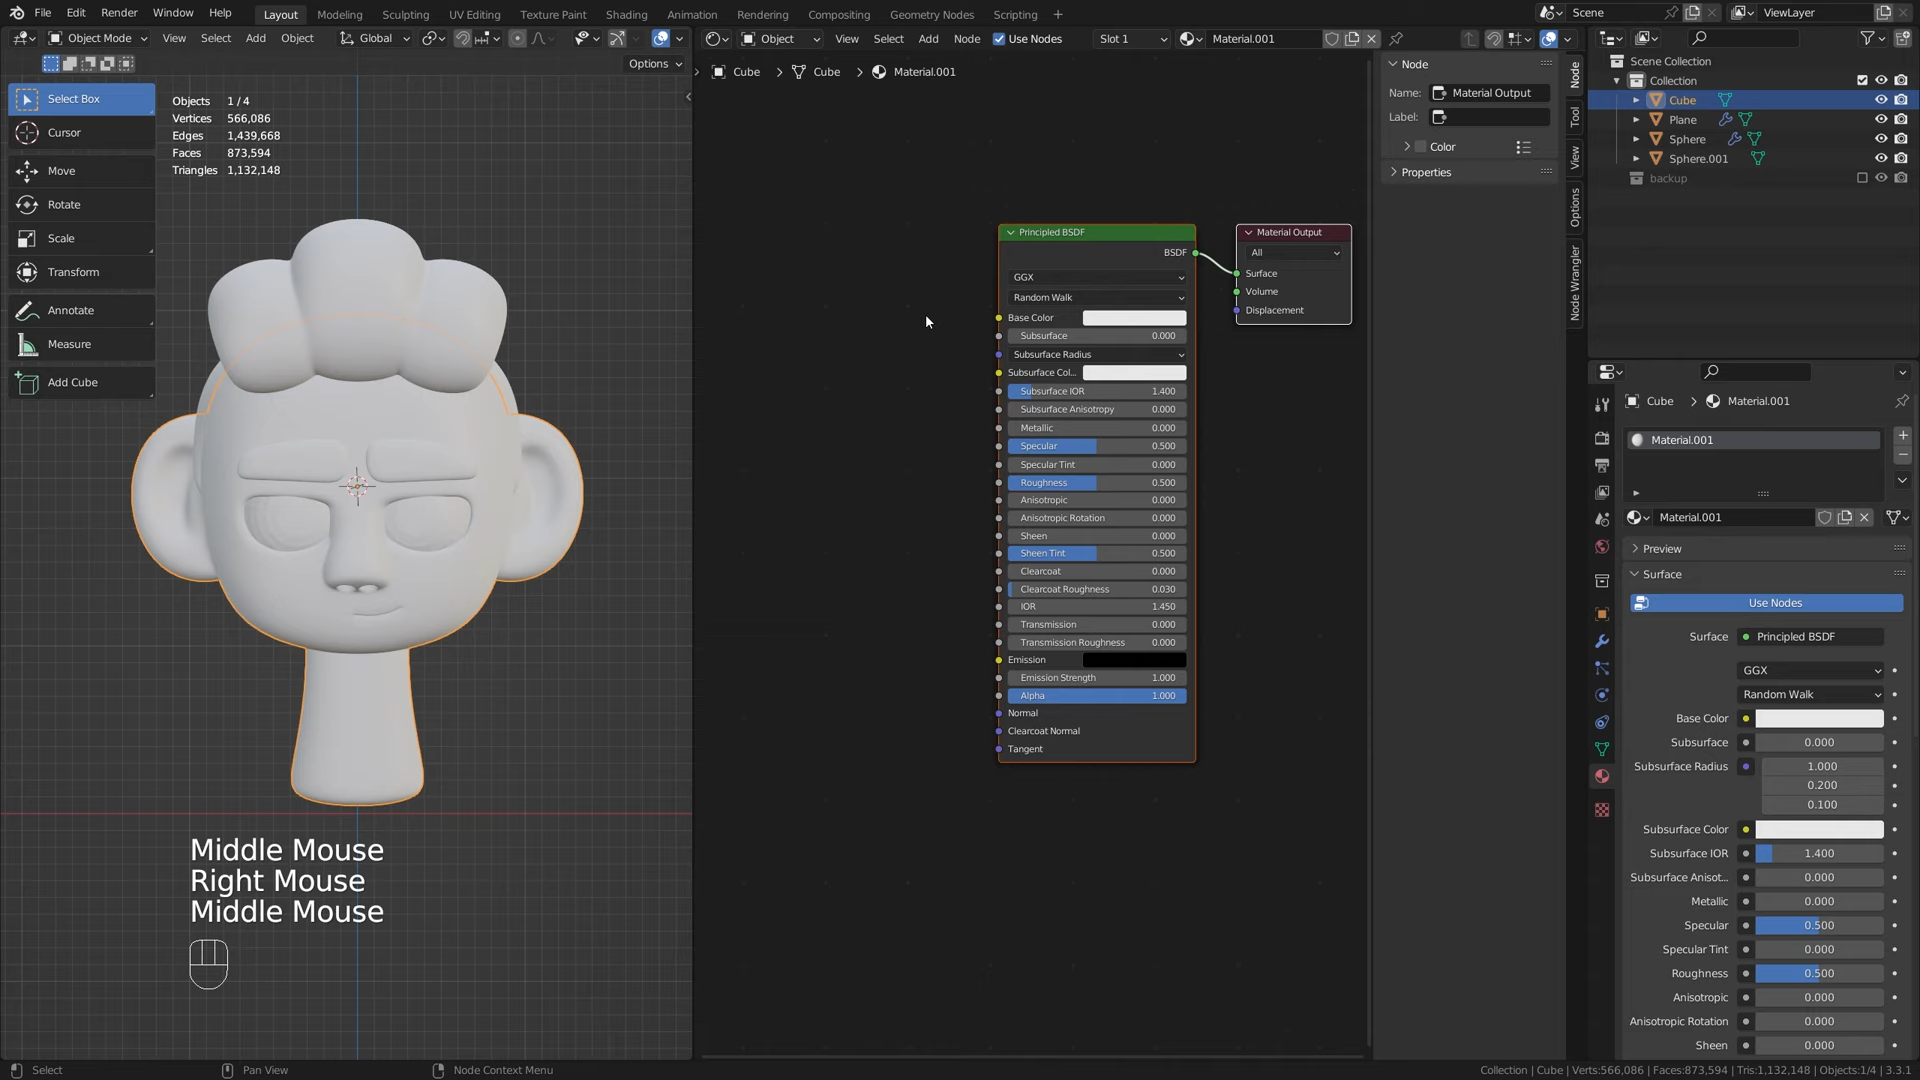 File Edit Render Window Help Layout Modeling Sculpting UV Editing Texture Paint Shading Animation Rendering Compositing Geometry Nodes Scripting + Scene ViewLayer
Object Mode View Select Add Object Global Object View Select Add Node Use Nodes Slot 1 Material.001
Options
Cube > Cube > Material.001
Select Box
Cursor
Move
Rotate
Scale
Transform
Annotate
Measure
Add Cube
Objects 1 / 4
Vertices 566,086
Edges 1,439,668
Faces 873,594
Triangles 1,132,148
Middle Mouse
Right Mouse
Middle Mouse
Principled BSDF
BSDF
GGX
Random Walk
Base Color
Subsurface 0.000
Subsurface Radius
Subsurface Col...
Subsurface IOR 1.400
Subsurface Anisotropy 0.000
Metallic 0.000
Specular 0.500
Specular Tint 0.000
Roughness 0.500
Anisotropic 0.000
Anisotropic Rotation 0.000
Sheen 0.000
Sheen Tint 0.500
Clearcoat 0.000
Clearcoat Roughness 0.030
IOR 1.450
Transmission 0.000
Transmission Roughness 0.000
Emission
Emission Strength 1.000
Alpha 1.000
Normal
Clearcoat Normal
Tangent
Material Output
All
Surface
Volume
Displacement
Node
Name: Material Output
Label:
Color
Properties
Node
Tool
View
Options
Node Wrangler
Scene Collection
Collection
Cube
Plane
Sphere
Sphere.001
backup
Cube > Material.001
Material.001
Material.001
Preview
Surface
Use Nodes
Surface Principled BSDF
GGX
Random Walk
Base Color
Subsurface 0.000
Subsurface Radius 1.000
0.200
0.100
Subsurface Color
Subsurface IOR 1.400
Subsurface Anisot... 0.000
Metallic 0.000
Specular 0.500
Specular Tint 0.000
Roughness 0.500
Anisotropic 0.000
Anisotropic Rotation 0.000
Sheen 0.000
Select Pan View Node Context Menu Collection | Cube | Verts:566,086 | Faces:873,594 | Tris:1,132,148 | Objects:1/4 | 3.3.1